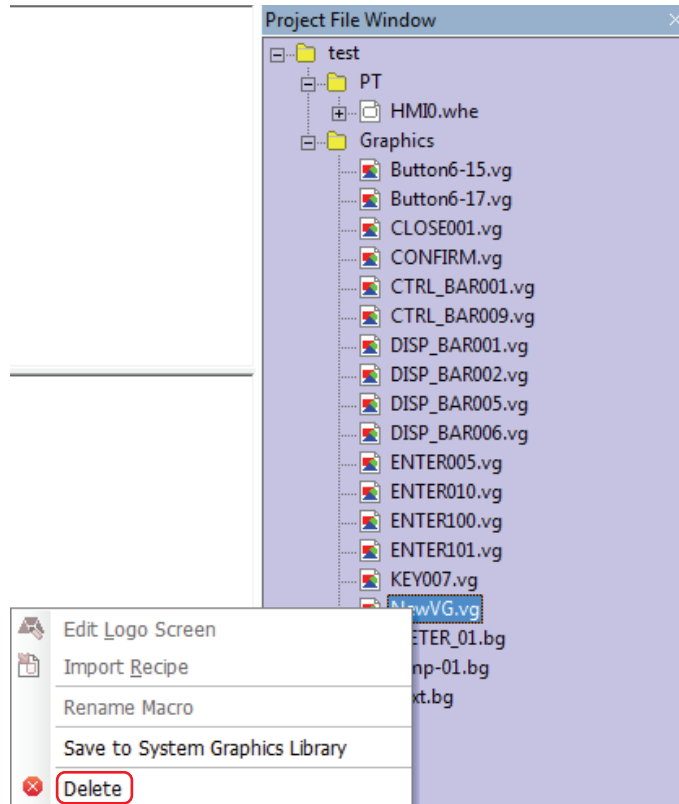 Project File Window
test
PT
HMI0.whe
Graphics
Button6-15.vg
Button6-17.vg
CLOSE001.vg
CONFIRM.vg
CTRL_BAR001.vg
CTRL_BAR009.vg
DISP_BAR001.vg
DISP_BAR002.vg
DISP_BAR005.vg
DISP_BAR006.vg
ENTER005.vg
ENTER010.vg
ENTER100.vg
ENTER101.vg
KEY007.vg
NewVG.vg
ETER_01.bg
np-01.bg
xt.bg
Edit Logo Screen
Import Recipe
Rename Macro
Save to System Graphics Library
Delete